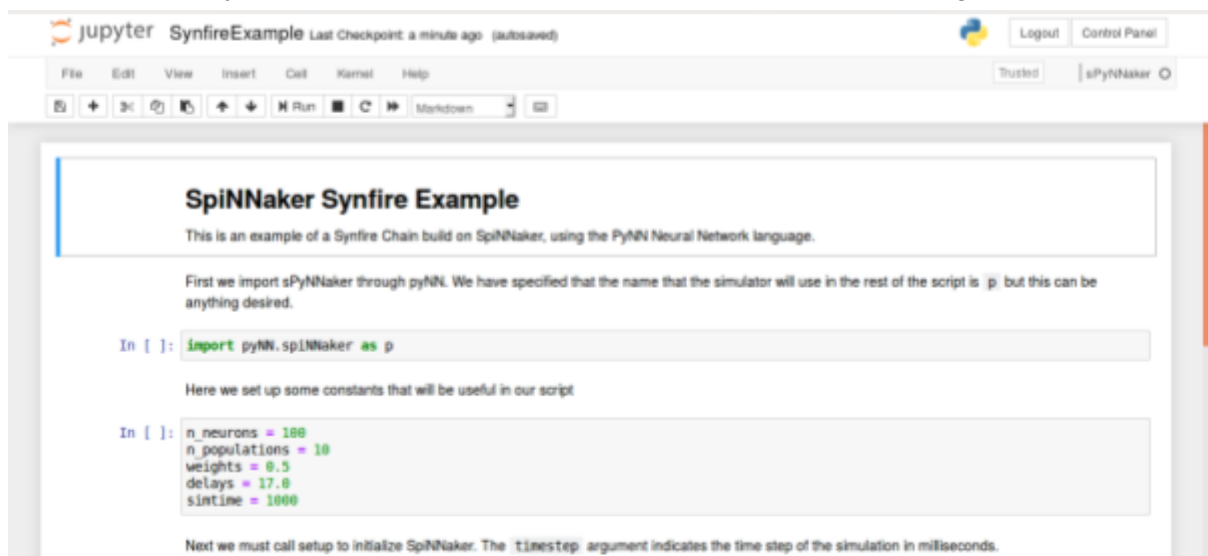 jupyter SynfireExample Last Checkpoint: a minute ago (autosaved) Logout Control Panel
File Edit View Insert Cell Kernel Help Trusted sPyNNaker
Run Markdown
SpiNNaker Synfire Example
This is an example of a Synfire Chain build on SpiNNaker, using the PyNN Neural Network language.
First we import sPyNNaker through pyNN. We have specified that the name that the simulator will use in the rest of the script is p but this can be
anything desired.
In [ ]: import pyNN.spiNNaker as p
Here we set up some constants that will be useful in our script
In [ ]: n_neurons = 100
n_populations = 10
weights = 0.5
delays = 17.0
simtime = 1000
Next we must call setup to initialize SpiNNaker. The timestep argument indicates the time step of the simulation in milliseconds.